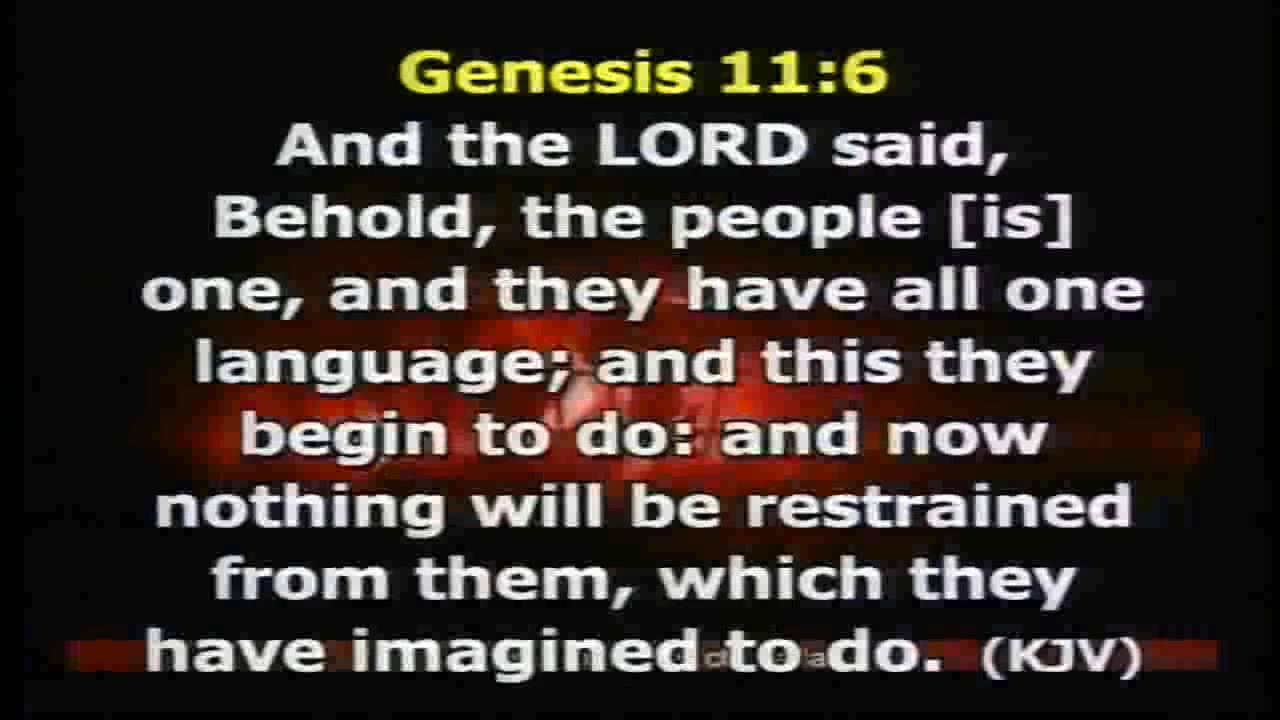 Genesis 11:6
And the LORD said,
Behold, the people [is]
one, and they have all one
language; and this they
begin to do: and now
nothing will be restrained
from them, which they
have imagined to do. (KJV)